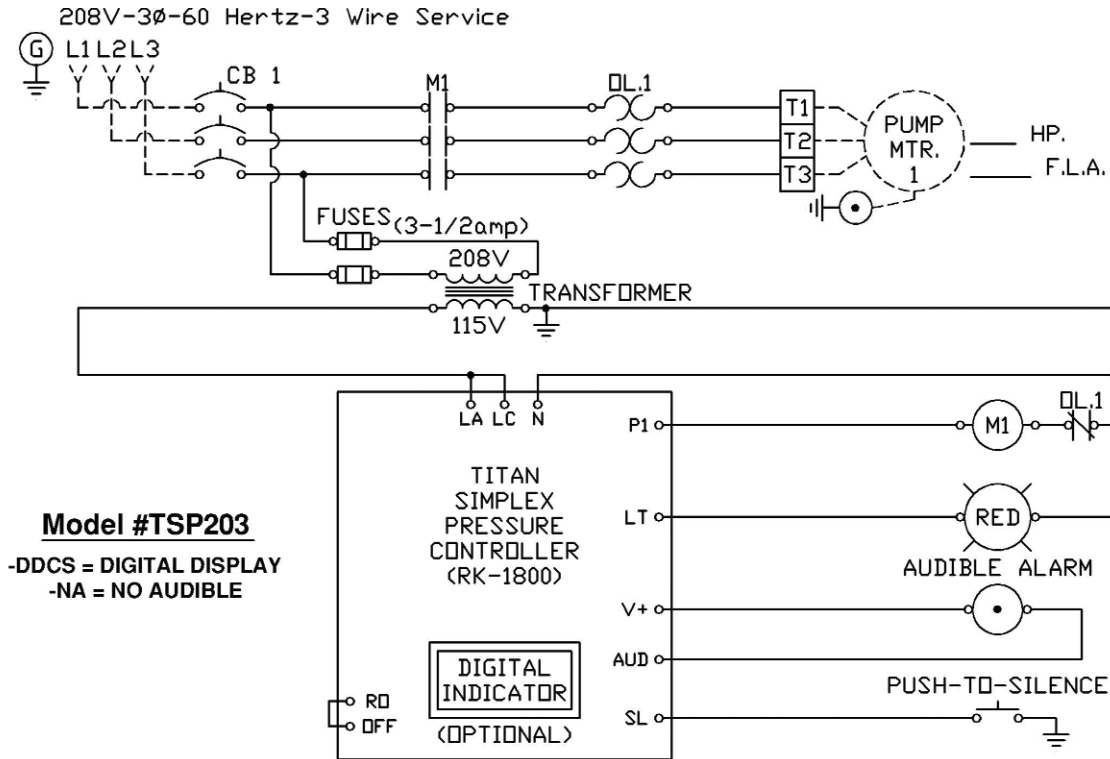 208V-3Ø-60 Hertz-3 Wire Service
G L1 L2 L3
CB 1
M1
OL.1
T1
T2
T3
PUMP
MTR.
1
HP.
F.L.A.
FUSES (3-1/2amp)
208V
TRANSFORMER
115V
LA LC N
TITAN
SIMPLEX
PRESSURE
CONTROLLER
(RK-1800)
P1
M1
OL.1
LT
RED
AUDIBLE ALARM
V+
AUD
PUSH-TO-SILENCE
SL
DIGITAL
INDICATOR
(OPTIONAL)
RO
OFF
Model #TSP203
-DDCS = DIGITAL DISPLAY
-NA = NO AUDIBLE